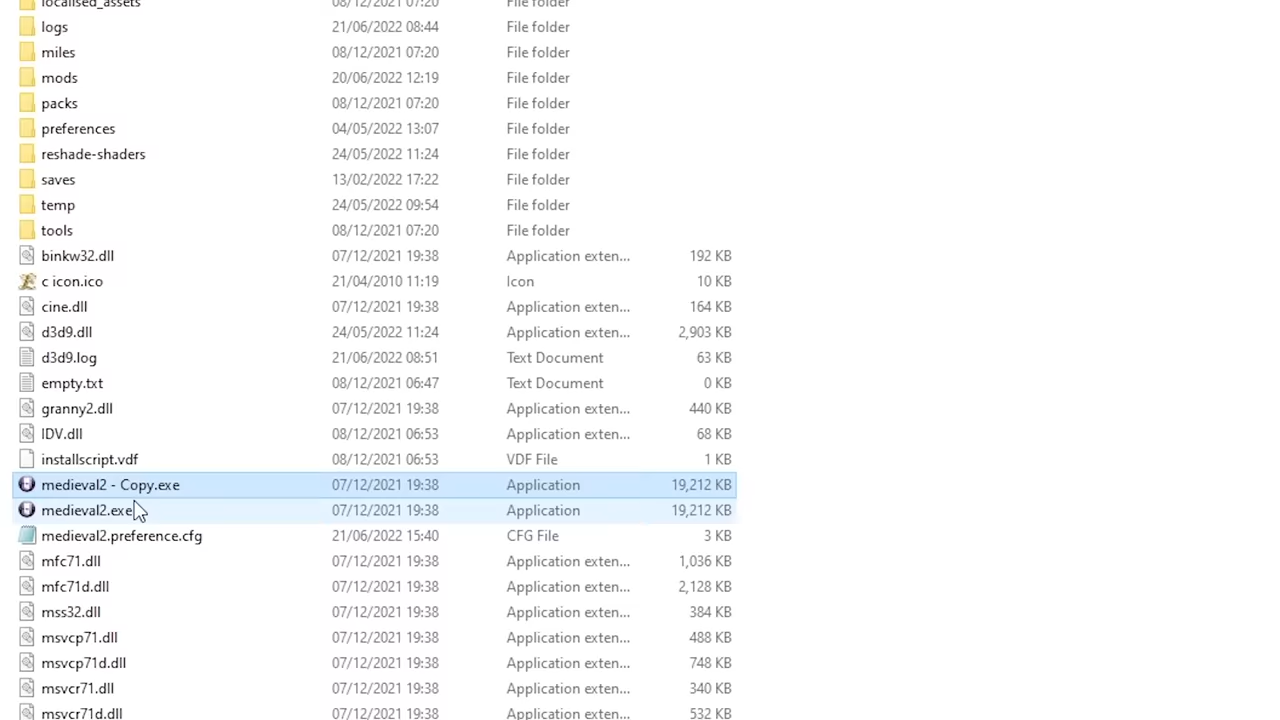 localised_assets 08/12/2021 07:20 File folder
logs 21/06/2022 08:44 File folder
miles 08/12/2021 07:20 File folder
mods 20/06/2022 12:19 File folder
packs 08/12/2021 07:20 File folder
preferences 04/05/2022 13:07 File folder
reshade-shaders 24/05/2022 11:24 File folder
saves 13/02/2022 17:22 File folder
temp 24/05/2022 09:54 File folder
tools 08/12/2021 07:20 File folder
binkw32.dll 07/12/2021 19:38 Application exten... 192 KB
c icon.ico 21/04/2010 11:19 Icon 10 KB
cine.dll 07/12/2021 19:38 Application exten... 164 KB
d3d9.dll 24/05/2022 11:24 Application exten... 2,903 KB
d3d9.log 21/06/2022 08:51 Text Document 63 KB
empty.txt 08/12/2021 06:47 Text Document 0 KB
granny2.dll 07/12/2021 19:38 Application exten... 440 KB
IDV.dll 08/12/2021 06:53 Application exten... 68 KB
installscript.vdf 08/12/2021 06:53 VDF File 1 KB
medieval2 - Copy.exe 07/12/2021 19:38 Application 19,212 KB
medieval2.exe 07/12/2021 19:38 Application 19,212 KB
medieval2.preference.cfg 21/06/2022 15:40 CFG File 3 KB
mfc71.dll 07/12/2021 19:38 Application exten... 1,036 KB
mfc71d.dll 07/12/2021 19:38 Application exten... 2,128 KB
mss32.dll 07/12/2021 19:38 Application exten... 384 KB
msvcp71.dll 07/12/2021 19:38 Application exten... 488 KB
msvcp71d.dll 07/12/2021 19:38 Application exten... 748 KB
msvcr71.dll 07/12/2021 19:38 Application exten... 340 KB
msvcr71d.dll 07/12/2021 19:38 Application exten... 532 KB